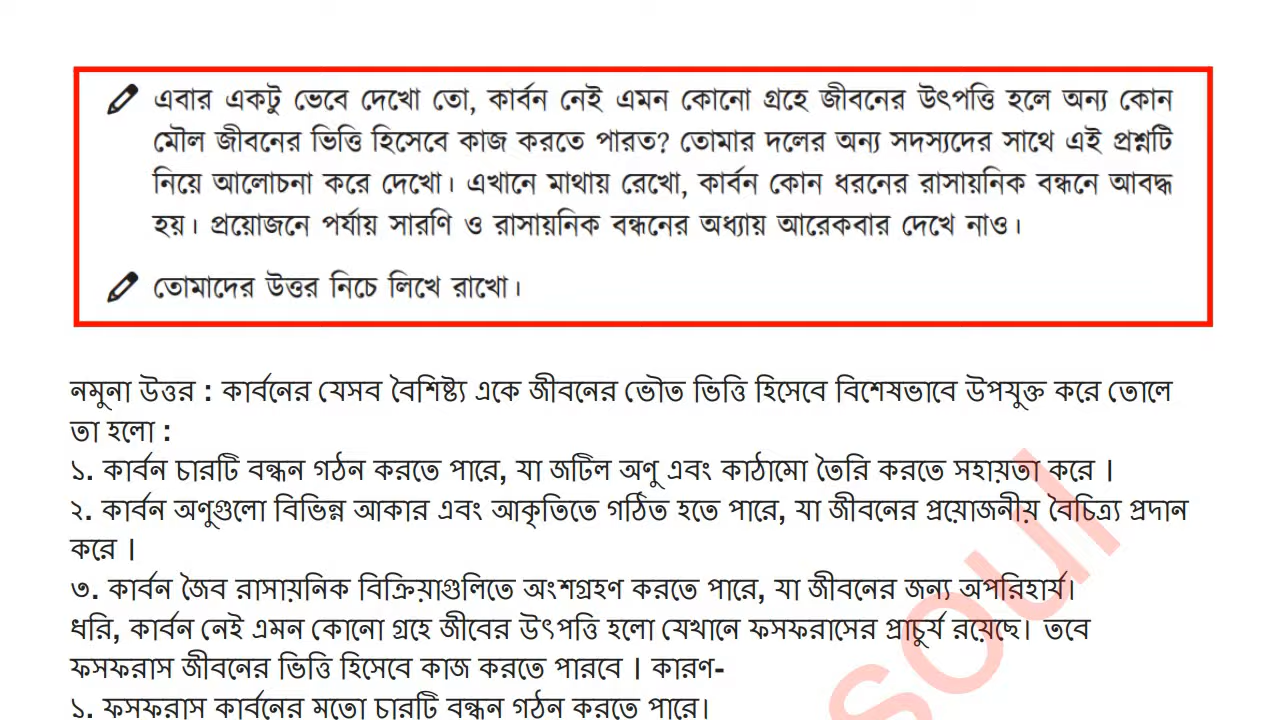 এবার একটু ভেবে দেখো তো, কার্বন নেই এমন কোনো গ্রহে জীবনের উৎপত্তি হলে অন্য কোন
মৌল জীবনের ভিত্তি হিসেবে কাজ করতে পারত? তোমার দলের অন্য সদস্যদের সাথে এই প্রশ্নটি
নিয়ে আলোচনা করে দেখো। এখানে মাথায় রেখো, কার্বন কোন ধরনের রাসায়নিক বন্ধনে আবদ্ধ
হয়। প্রয়োজনে পর্যায় সারণি ও রাসায়নিক বন্ধনের অধ্যায় আরেকবার দেখে নাও।
তোমাদের উত্তর নিচে লিখে রাখো।
নমুনা উত্তর : কার্বনের যেসব বৈশিষ্ট্য একে জীবনের ভৌত ভিত্তি হিসেবে বিশেষভাবে উপযুক্ত করে তোলে
তা হলো :
১. কার্বন চারটি বন্ধন গঠন করতে পারে, যা জটিল অণু এবং কাঠামো তৈরি করতে সহায়তা করে ।
২. কার্বন অণুগুলো বিভিন্ন আকার এবং আকৃতিতে গঠিত হতে পারে, যা জীবনের প্রয়োজনীয় বৈচিত্র্য প্রদান
করে ।
৩. কার্বন জৈব রাসায়নিক বিক্রিয়াগুলিতে অংশগ্রহণ করতে পারে, যা জীবনের জন্য অপরিহার্য।
ধরি, কার্বন নেই এমন কোনো গ্রহে জীবের উৎপত্তি হলো যেখানে ফসফরাসের প্রাচুর্য রয়েছে। তবে
ফসফরাস জীবনের ভিত্তি হিসেবে কাজ করতে পারবে । কারণ-
১. ফসফরাস কার্বনের মতো চারটি বন্ধন গঠন করতে পারে।
soul